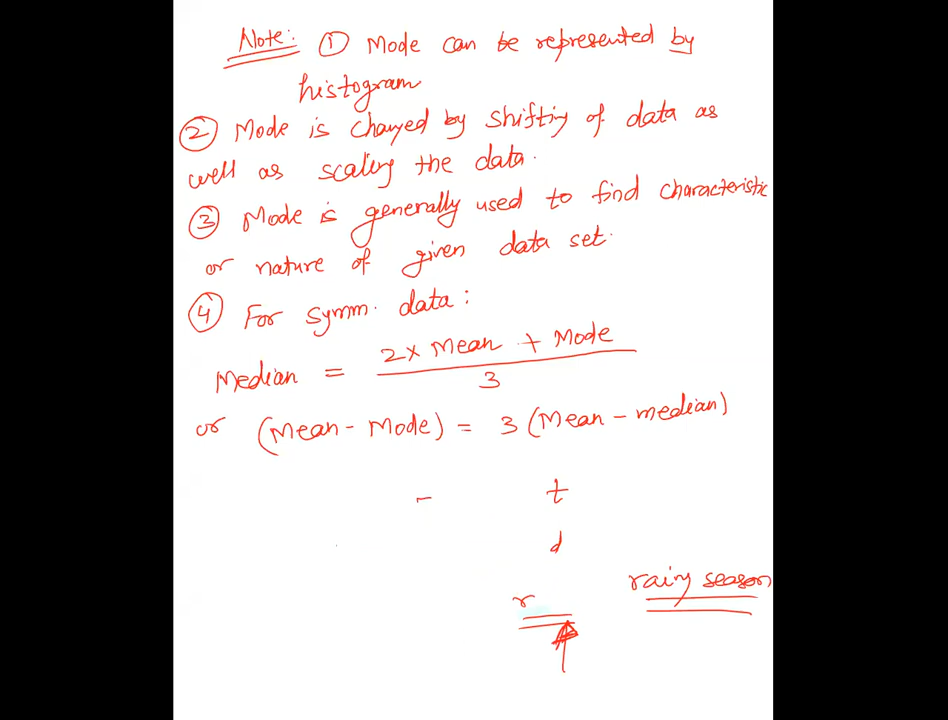 Note: ① Mode can be represented by
histogram
② Mode is changed by shifting of data as
well as scaling the data.
③ Mode is generally used to find characteristic
or nature of given data set.
④ For symm. data:
Median = 2 x Mean + Mode / 3
or (Mean - Mode) = 3 (Mean - median)
- t
d
rainy season
r